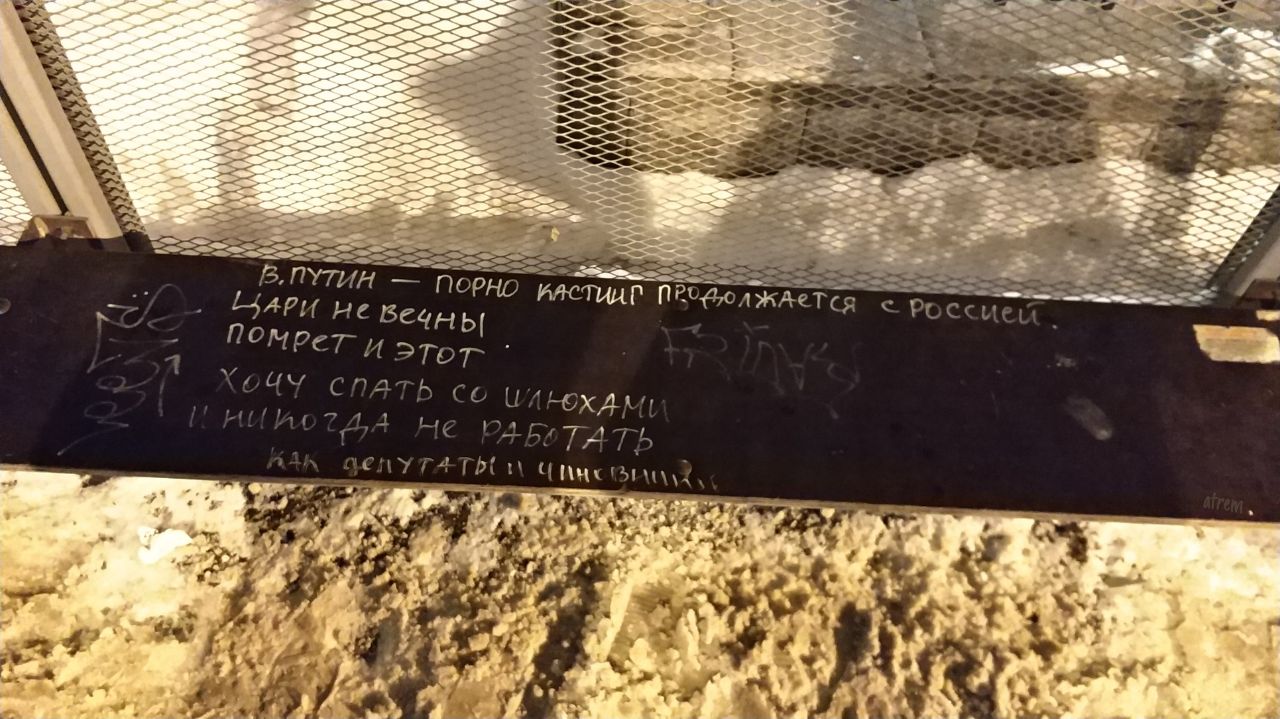 В.ПУТИН — ПОРНО КАСТИНГ ПРОДОЛЖАЕТСЯ С РОССИЕЙ.
ЦАРИ НЕ ВЕЧНЫ
ПОМРЕТ И ЭТОТ
ХОЧУ СПАТЬ СО ШЛЮХАМИ
И НИКОГДА НЕ РАБОТАТЬ
КАК ДЕПУТАТЫ И ЧИНОВНИКИ
atrem